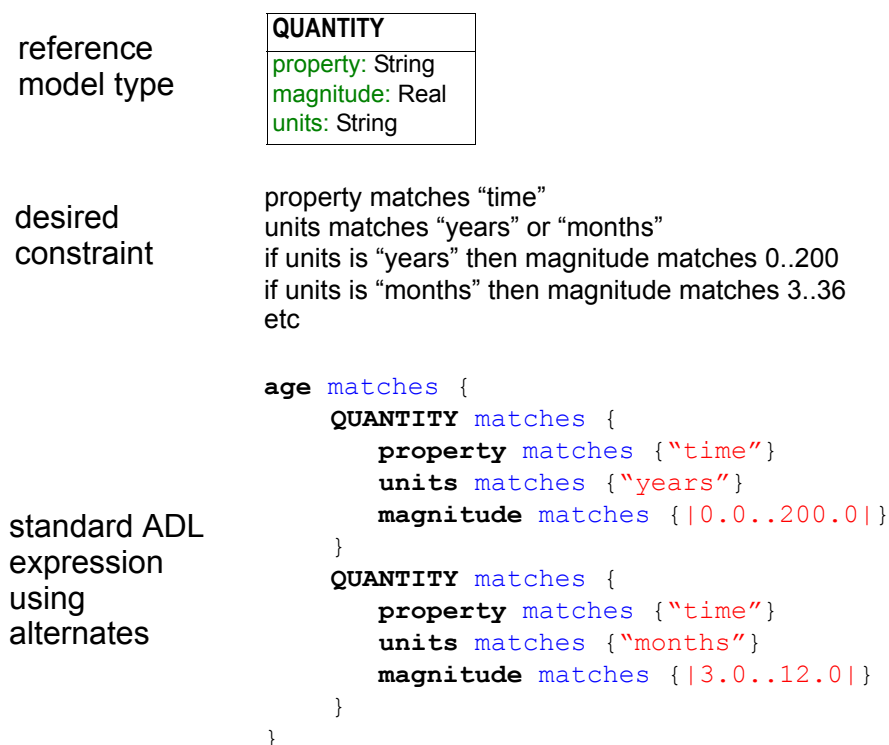 reference
model type
QUANTITY
property: String
magnitude: Real
units: String
desired
constraint
property matches “time”
units matches “years” or “months”
if units is “years” then magnitude matches 0..200
if units is “months” then magnitude matches 3..36
etc
standard ADL
expression
using
alternates
age matches {
QUANTITY matches {
property matches {“time”}
units matches {“years”}
magnitude matches {|0.0..200.0|}
}
QUANTITY matches {
property matches {“time”}
units matches {“months”}
magnitude matches {|3.0..12.0|}
}
}